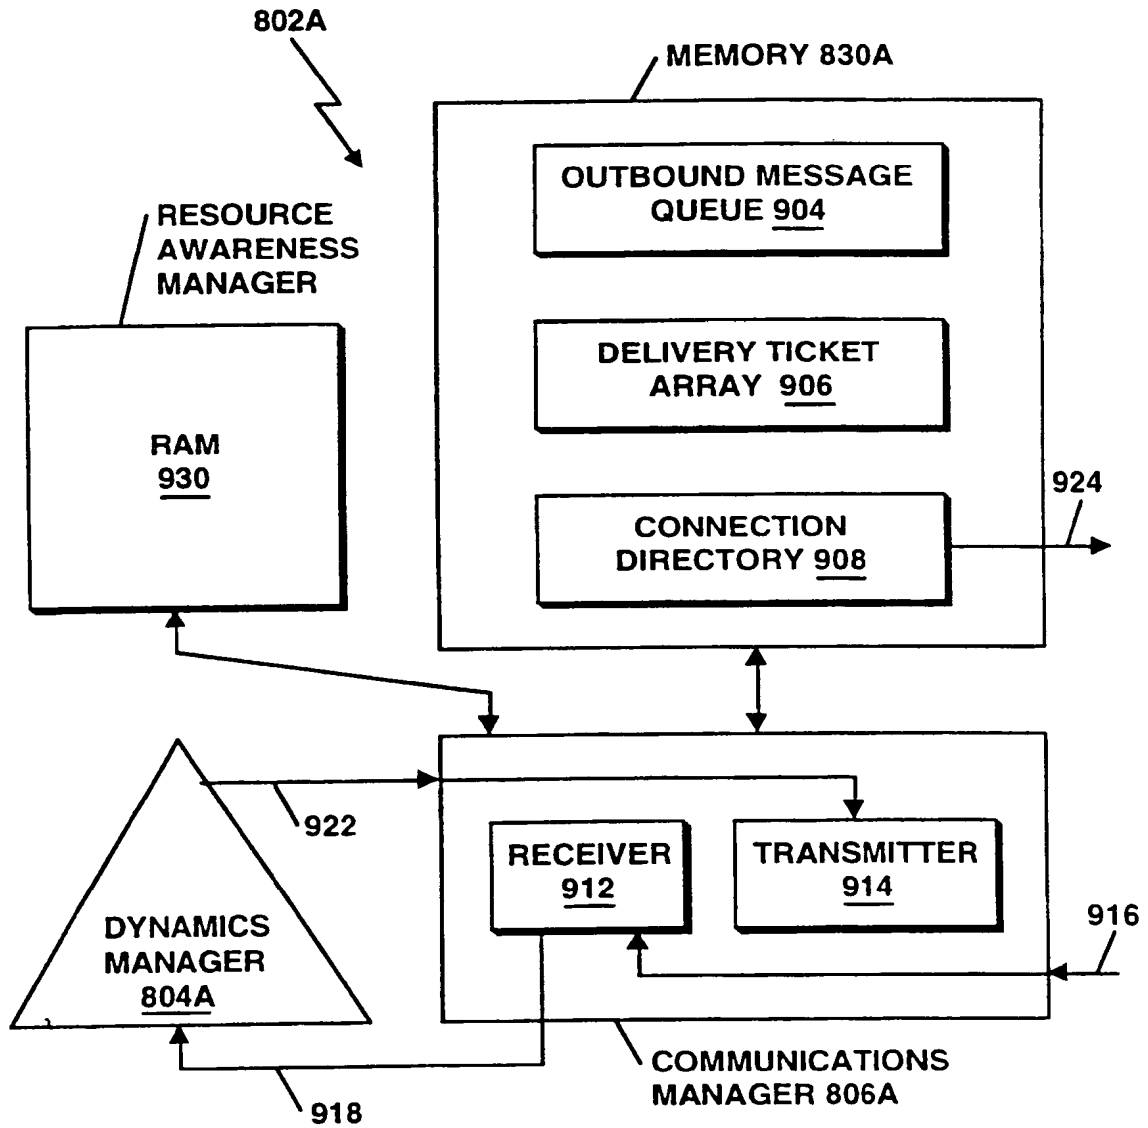 802A
MEMORY 830A
OUTBOUND MESSAGE
QUEUE 904
RESOURCE
AWARENESS
MANAGER
DELIVERY TICKET
ARRAY 906
RAM
930
924
CONNECTION
DIRECTORY 908
922
RECEIVER
912
TRANSMITTER
914
916
DYNAMICS
MANAGER
804A
COMMUNICATIONS
MANAGER 806A
918